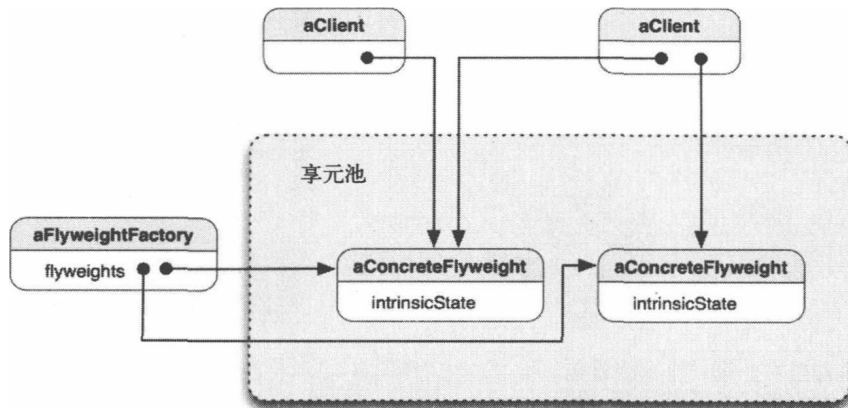 aClient
aClient
享元池
aFlyweightFactory
flyweights
aConcreteFlyweight
intrinsicState
aConcreteFlyweight
intrinsicState